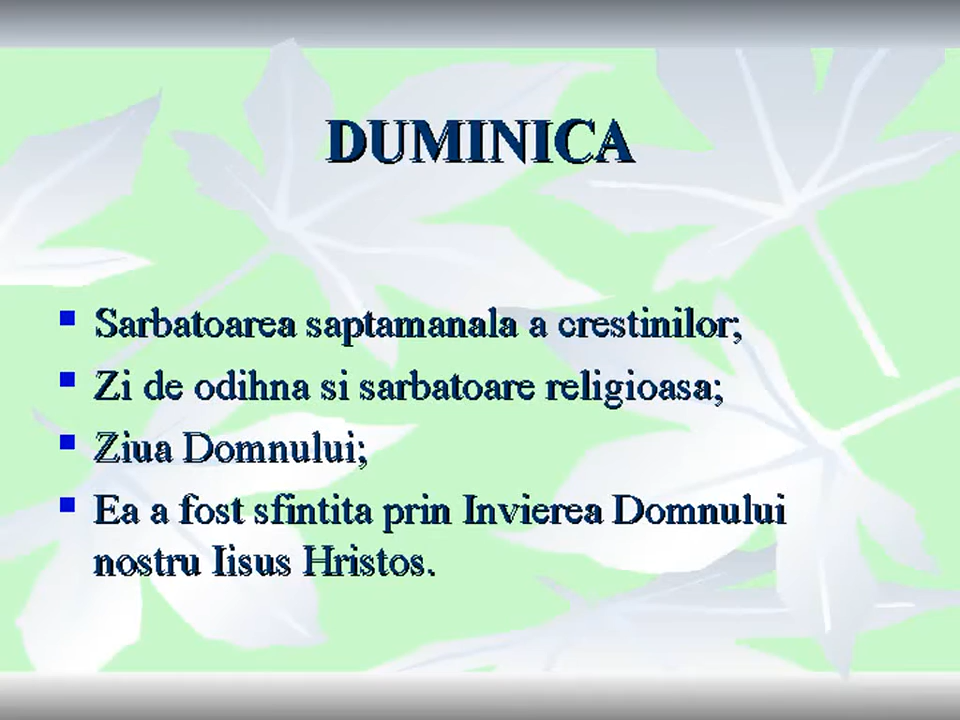 DUMINICA
Sarbatoarea saptamanala a crestinilor;
Zi de odihna si sarbatoare religioasa;
Ziua Domnului;
Ea a fost sfintita prin Invierea Domnului
nostru Iisus Hristos.